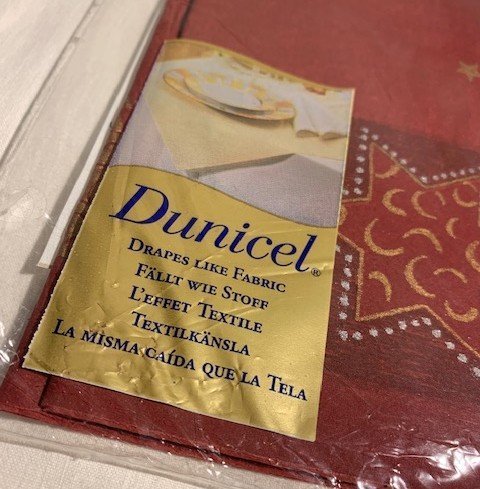 Dunicel®
Drapes like Fabric
Fällt wie Stoff
L'effet Textile
Textilkänsla
La misma caída que la Tela